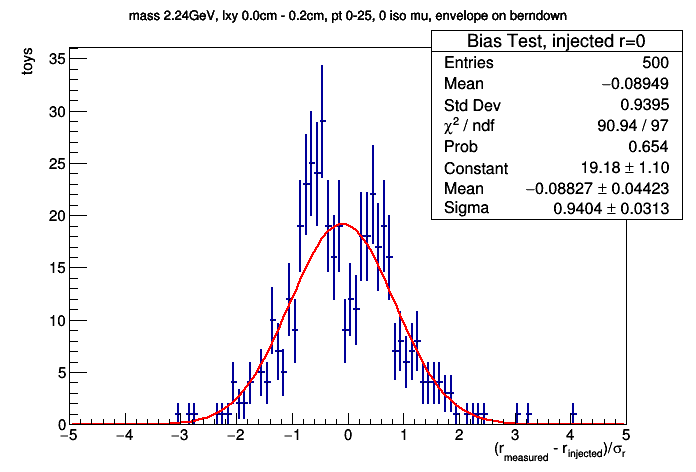 mass 2.24GeV, lxy 0.0cm - 0.2cm, pt 0-25, 0 iso mu, envelope on berndown
Bias Test, injected r=0
Entries 500
Mean −0.08949
Std Dev 0.9395
χ² / ndf 90.94 / 97
Prob 0.654
Constant 19.18 ± 1.10
Mean −0.08827 ± 0.04423
Sigma 0.9404 ± 0.0313
toys
35
30
25
20
15
10
5
0
−5 −4 −3 −2 −1 0 1 2 3 4 5
(r_measured - r_injected)/σ_r